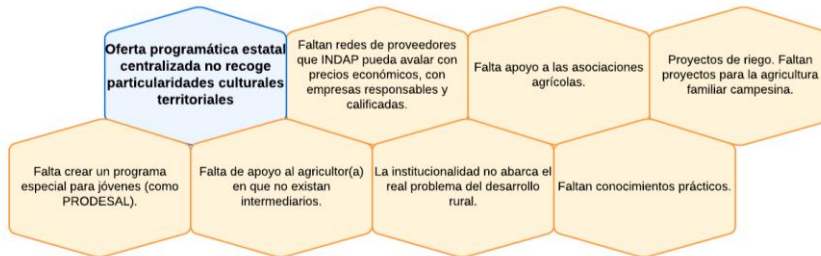 Oferta programática estatal
centralizada no recoge
particularidades culturales
territoriales
Faltan redes de proveedores
que INDAP pueda avalar con
precios económicos, con
empresas responsables y
calificadas.
Falta apoyo a las asociaciones
agrícolas.
Proyectos de riego. Faltan
proyectos para la agricultura
familiar campesina.
Falta crear un programa
especial para jóvenes (como
PRODESAL).
Falta de apoyo al agricultor(a)
en que no existan
intermediarios.
La institucionalidad no abarca el
real problema del desarrollo
rural.
Faltan conocimientos prácticos.